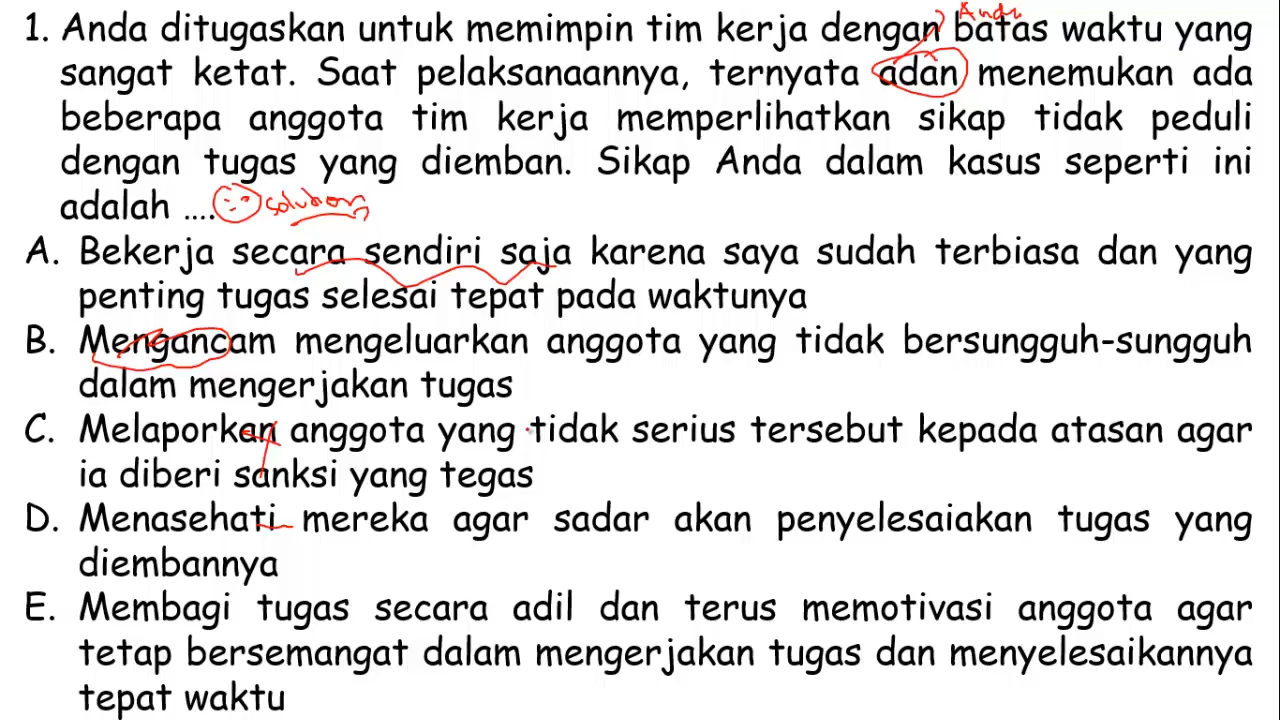 Anda
1. Anda ditugaskan untuk memimpin tim kerja dengan batas waktu yang
sangat ketat. Saat pelaksanaannya, ternyata adan menemukan ada
beberapa anggota tim kerja memperlihatkan sikap tidak peduli
dengan tugas yang diemban. Sikap Anda dalam kasus seperti ini
adalah .... solution
A. Bekerja secara sendiri saja karena saya sudah terbiasa dan yang
penting tugas selesai tepat pada waktunya
B. Mengancam mengeluarkan anggota yang tidak bersungguh-sungguh
dalam mengerjakan tugas
C. Melaporkan anggota yang tidak serius tersebut kepada atasan agar
ia diberi sanksi yang tegas
D. Menasehati mereka agar sadar akan penyelesaiakan tugas yang
diembannya
E. Membagi tugas secara adil dan terus memotivasi anggota agar
tetap bersemangat dalam mengerjakan tugas dan menyelesaikannya
tepat waktu